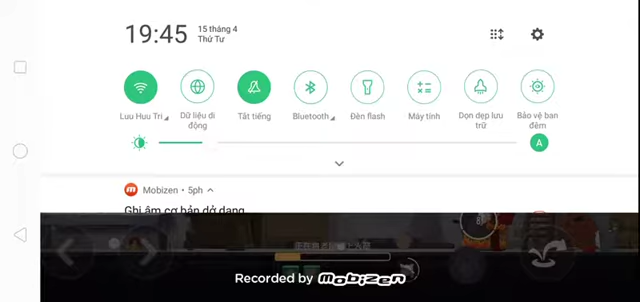 19:45
15 tháng 4
Thứ Tư
Lưu Huu Tri
Dữ liệu di
động
Tắt tiếng
Bluetooth
Đèn flash
Máy tính
Dọn dẹp lưu
trữ
Bảo vệ ban
đêm
A
Mobizen • 5ph
Ghi âm cơ bản dở dang
Recorded by Mobizen